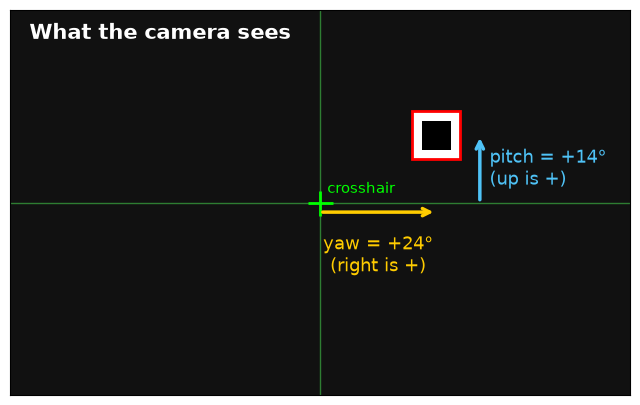 What the camera sees
pitch = +14°
(up is +)
crosshair
yaw = +24°
(right is +)